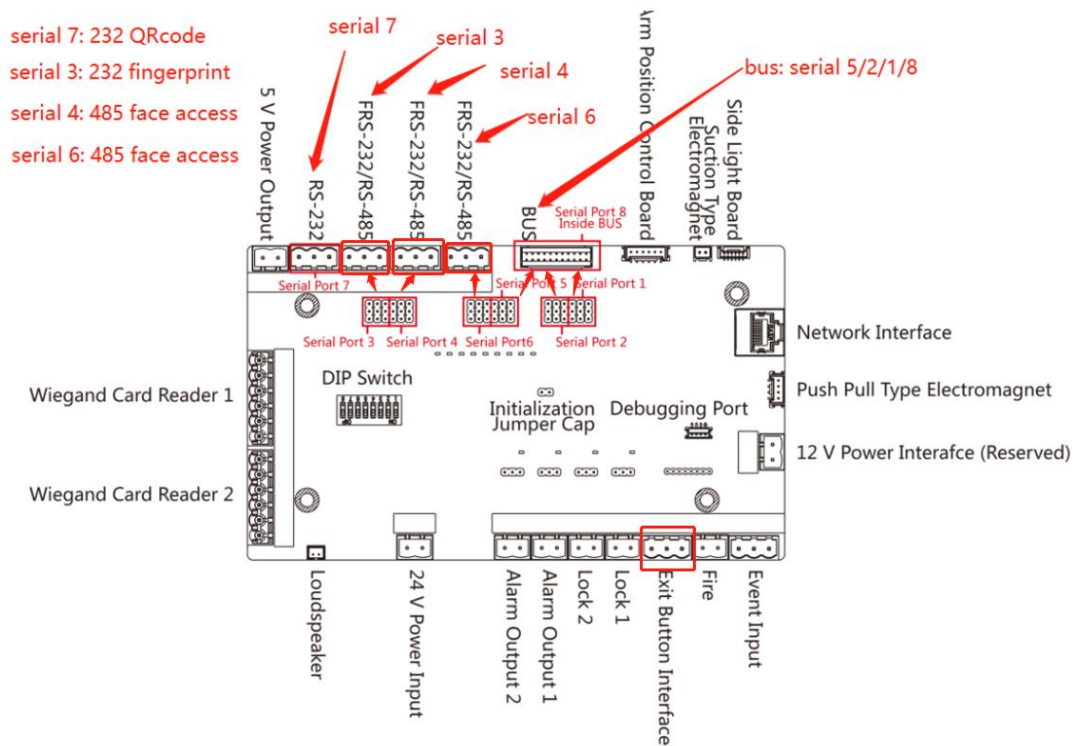 serial 7: 232 QRcode
serial 3: 232 fingerprint
serial 4: 485 face access
serial 6: 485 face access
serial 7
serial 3
serial 4
serial 6
bus: serial 5/2/1/8
5 V Power Output
RS-232
FRS-232/RS-485
FRS-232/RS-485
FRS-232/RS-485
BUS
Serial Port 8
Inside BUS
rm Position Control Board
Suction Type
Electromagnet
Side Light Board
Serial Port 7
Serial Port 5
Serial Port 1
Serial Port 3
Serial Port 4
Serial Port6
Serial Port 2
Network Interface
DIP Switch
Wiegand Card Reader 1
Initialization
Jumper Cap
Debugging Port
Push Pull Type Electromagnet
12 V Power Interafce (Reserved)
Wiegand Card Reader 2
Loudspeaker
24 V Power Input
Alarm Output 2
Alarm Output 1
Lock 2
Lock 1
Exit Button Interface
Fire
Event Input